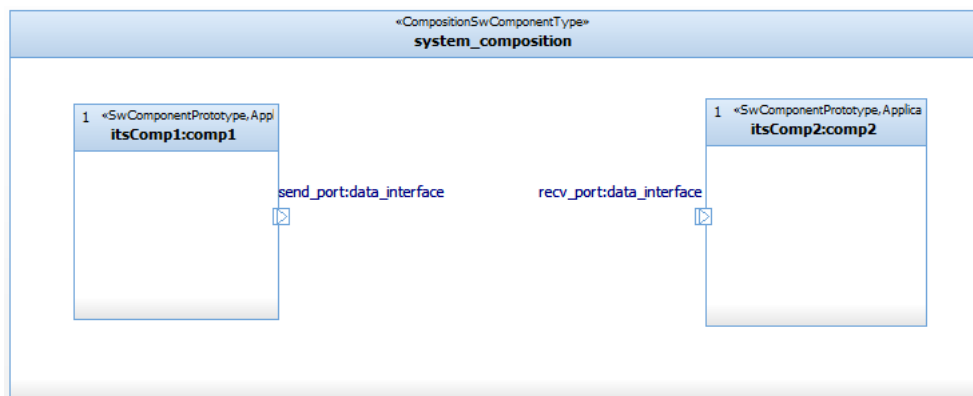 «CompositionSwComponentType»
system_composition
1 «SwComponentPrototype,Appl
itsComp1:comp1
1 «SwComponentPrototype,Applica
itsComp2:comp2
send_port:data_interface
recv_port:data_interface